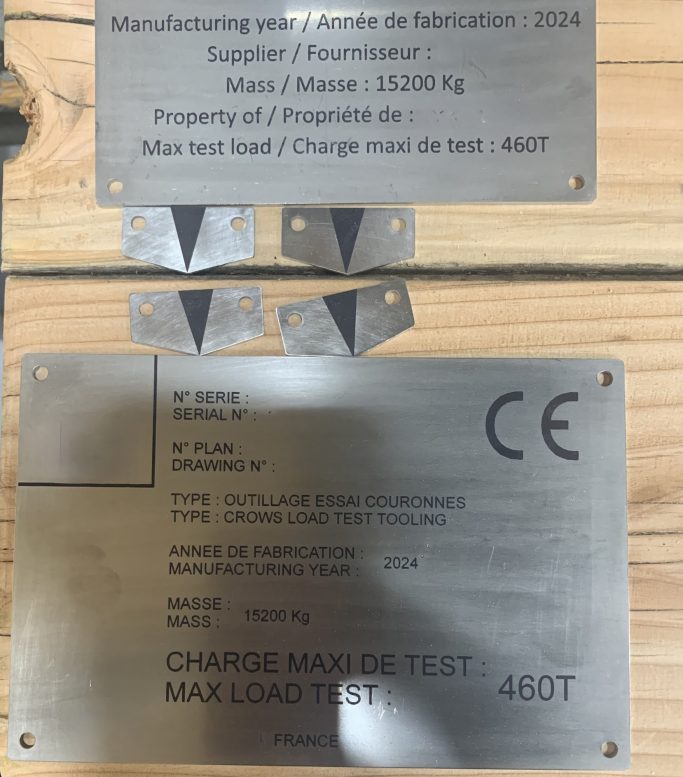 Manufacturing year / Année de fabrication : 2024
Supplier / Fournisseur :
Mass / Masse : 15200 Kg
Property of / Propriété de :
Max test load / Charge maxi de test : 460T
N° SERIE :
SERIAL N° :
CE
N° PLAN :
DRAWING N° :
TYPE : OUTILLAGE ESSAI COURONNES
TYPE : CROWS LOAD TEST TOOLING
ANNEE DE FABRICATION :
MANUFACTURING YEAR : 2024
MASSE :
MASS : 15200 Kg
CHARGE MAXI DE TEST :
MAX LOAD TEST : 460T
FRANCE